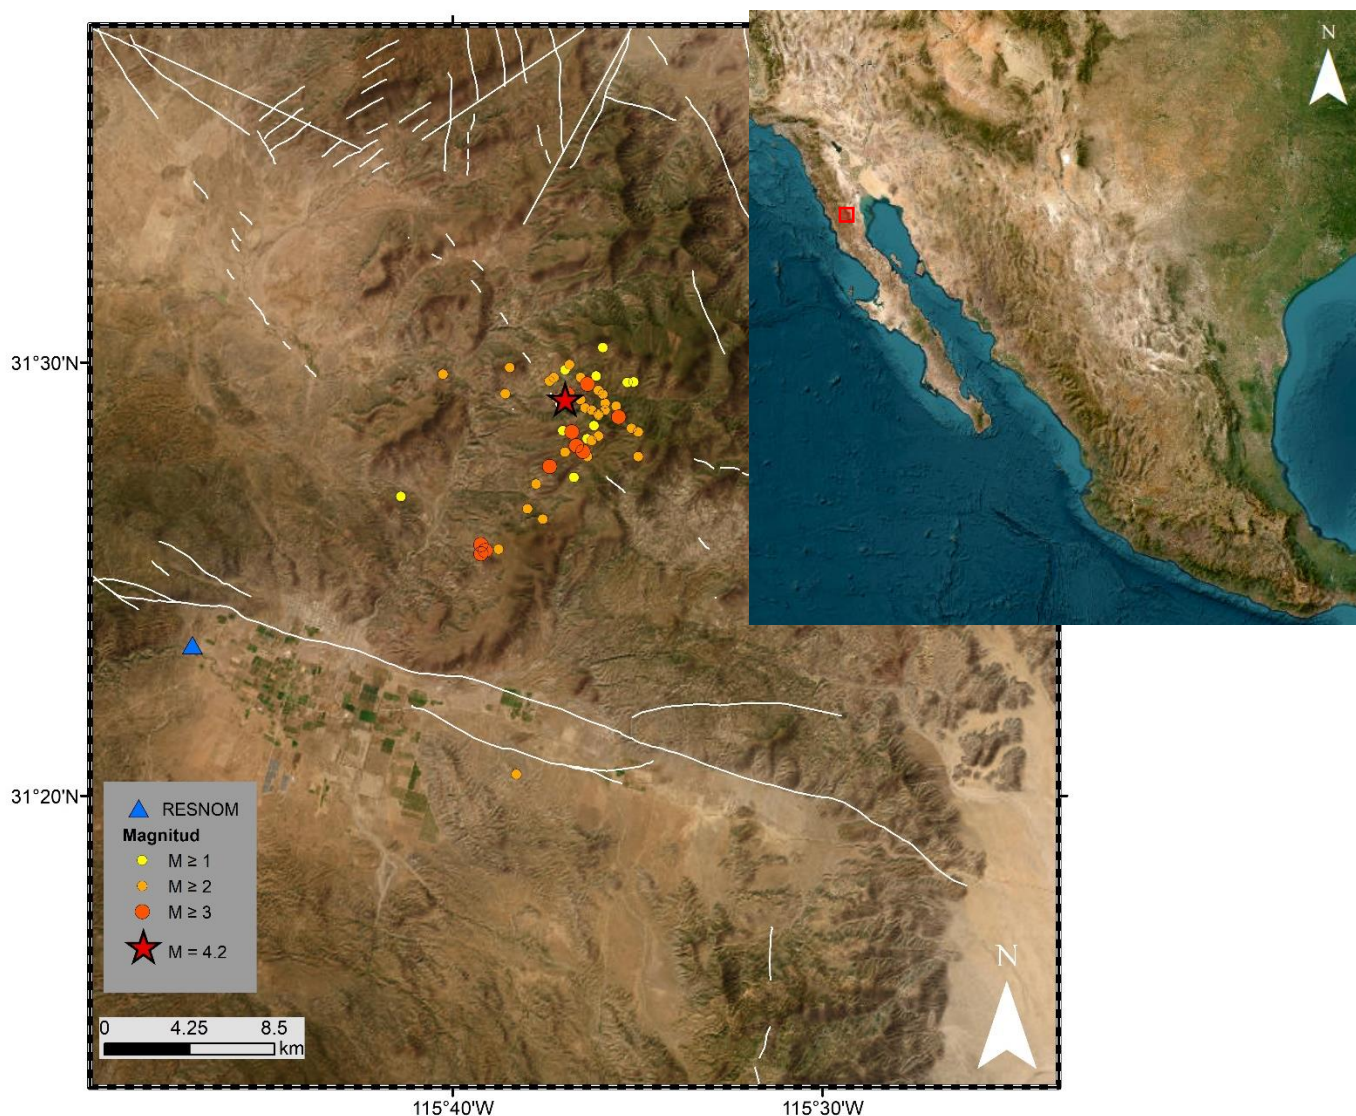 N
31°30'N
31°20'N
RESNOM
Magnitud
M ≥ 1
M ≥ 2
M ≥ 3
M = 4.2
N
0 4.25 8.5
km
115°40'W 115°30'W